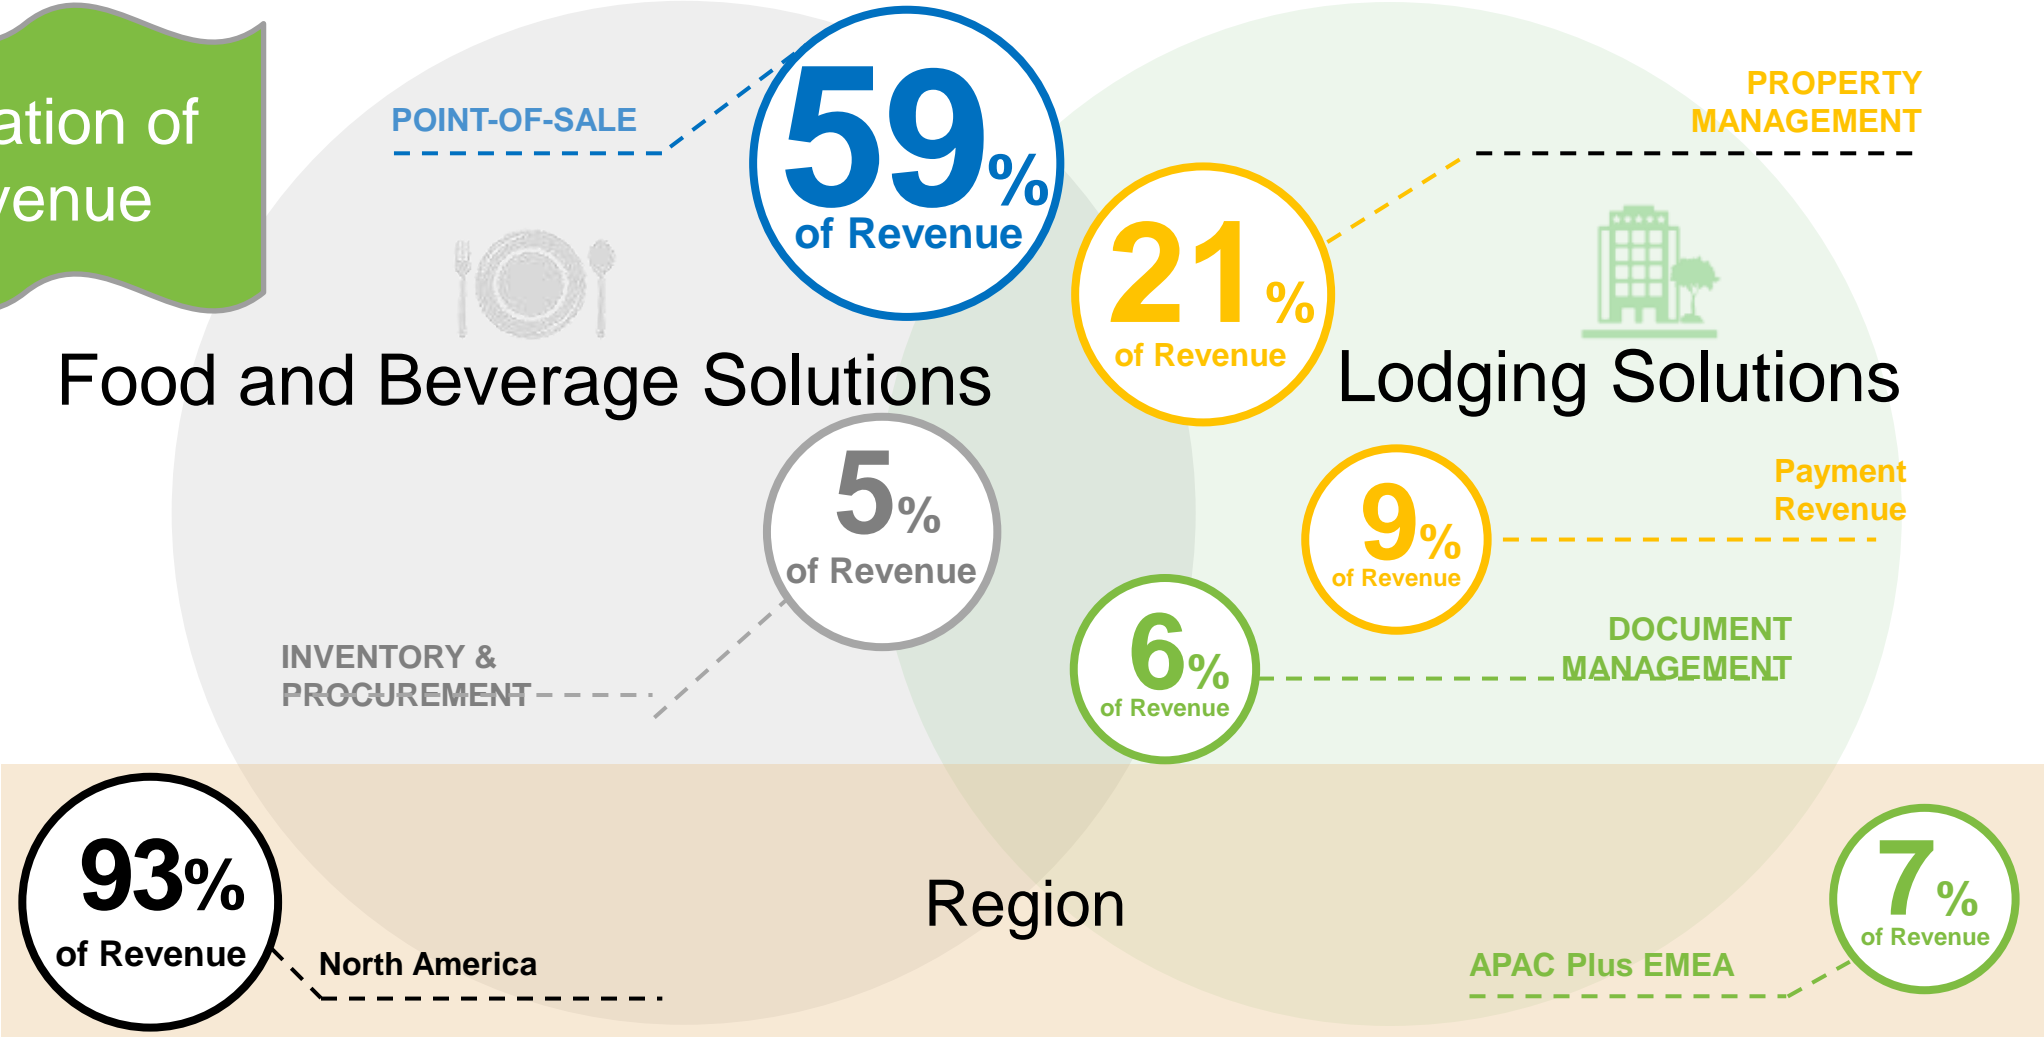 ation of
venue
POINT-OF-SALE
59%
of Revenue
PROPERTY
MANAGEMENT
21%
of Revenue
Food and Beverage Solutions
Lodging Solutions
5%
of Revenue
Payment
Revenue
9%
of Revenue
INVENTORY &
PROCUREMENT
6%
of Revenue
DOCUMENT
MANAGEMENT
93%
of Revenue
North America
Region
7%
of Revenue
APAC Plus EMEA